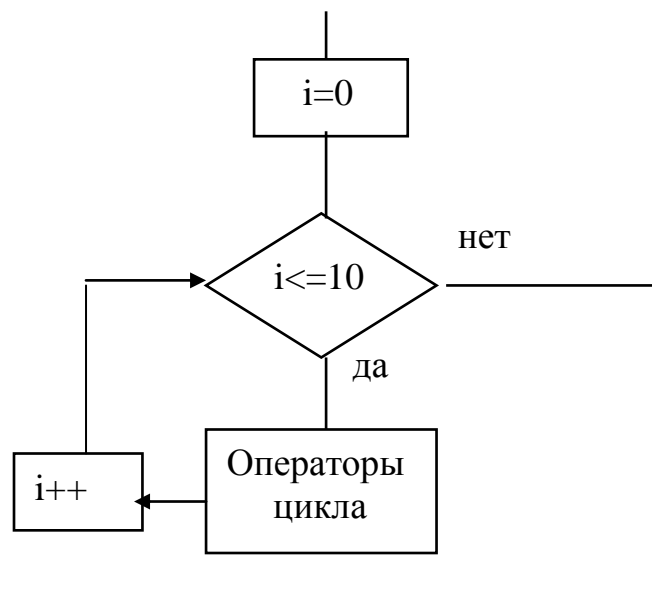 i=0
нет
i<=10
да
Операторы
цикла
i++